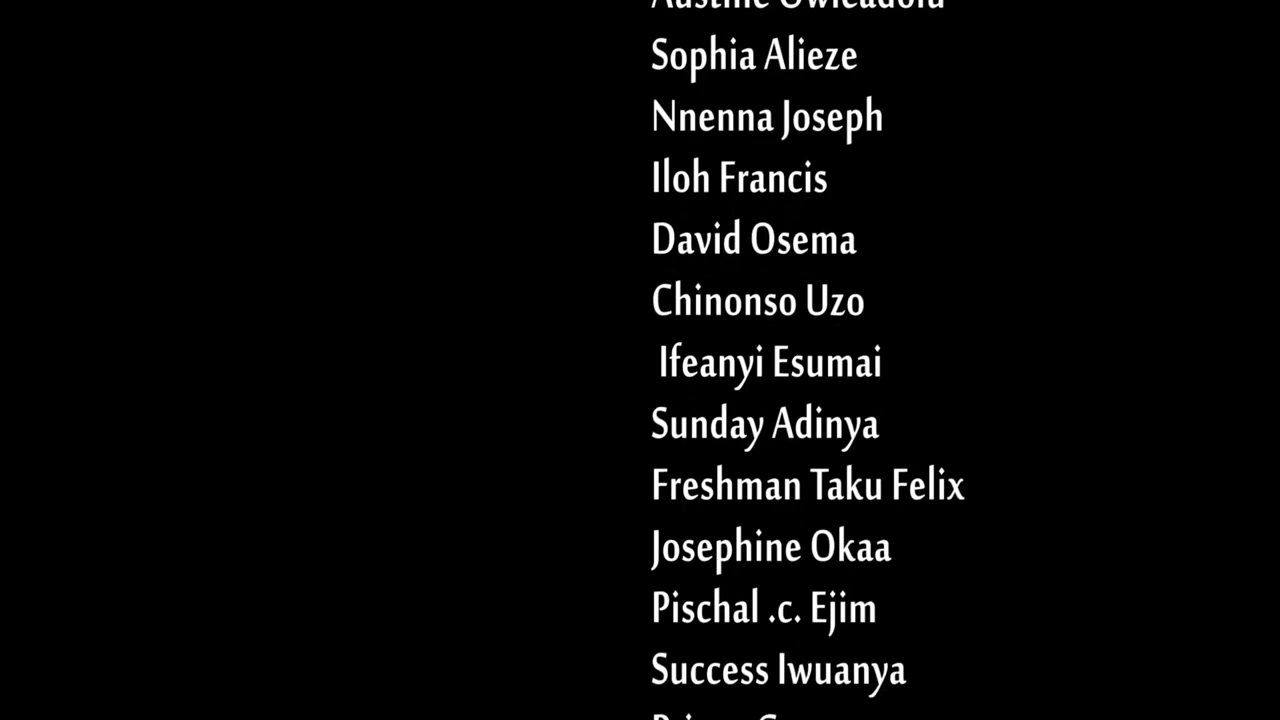 Sophia Alieze
Nnenna Joseph
Iloh Francis
David Osema
Chinonso Uzo
Ifeanyi Esumai
Sunday Adinya
Freshman Taku Felix
Josephine Okaa
Pischal .c. Ejim
Success Iwuanya